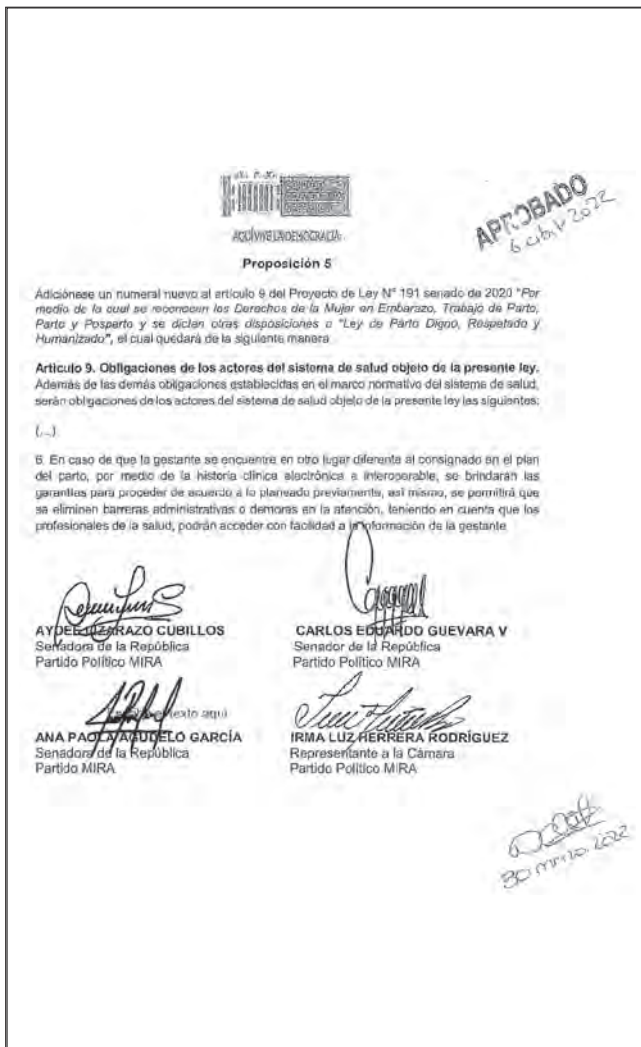 AQUÍ VIVE LA DEMOCRACIA
APROBADO
6 abril 2022
Proposición 5
Adiciónese un numeral nuevo al artículo 9 del Proyecto de Ley N° 191 senado de 2020 "Por
medio de la cual se reconocen los Derechos de la Mujer en Embarazo, Trabajo de Parto,
Parto y Posparto y se dictan otras disposiciones o "Ley de Parto Digno, Respetado y
Humanizado", el cual quedará de la siguiente manera
Artículo 9. Obligaciones de los actores del sistema de salud objeto de la presente ley.
Además de las demás obligaciones establecidas en el marco normativo del sistema de salud,
serán obligaciones de los actores del sistema de salud objeto de la presente ley las siguientes:
(...)
6. En caso de que la gestante se encuentre en otro lugar diferente al consignado en el plan
del parto, por medio de la historia clínica electrónica e interoperable, se brindarán las
garantías para proceder de acuerdo a lo planeado previamente, así mismo, se permitirá que
se eliminen barreras administrativas o demoras en la atención, teniendo en cuenta que los
profesionales de la salud, podrán acceder con facilidad a la información de la gestante
AYDEE LIZARAZO CUBILLOS
Senadora de la República
Partido Político MIRA
CARLOS EDUARDO GUEVARA V
Senador de la República
Partido Político MIRA
texto aquí
ANA PAOLA AGUDELO GARCÍA
Senadora de la República
Partido MIRA
IRMA LUZ HERRERA RODRÍGUEZ
Representante a la Cámara
Partido Político MIRA
30 marzo. 2022